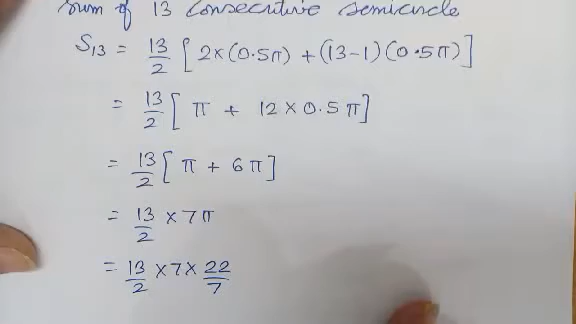 Sum of 13 consecutive semicircle
S₁₃ = 13/2 [2×(0.5π) + (13-1)(0.5π)]
= 13/2 [π + 12×0.5π]
= 13/2 [π + 6π]
= 13/2 × 7π
= 13/2 × 7 × 22/7